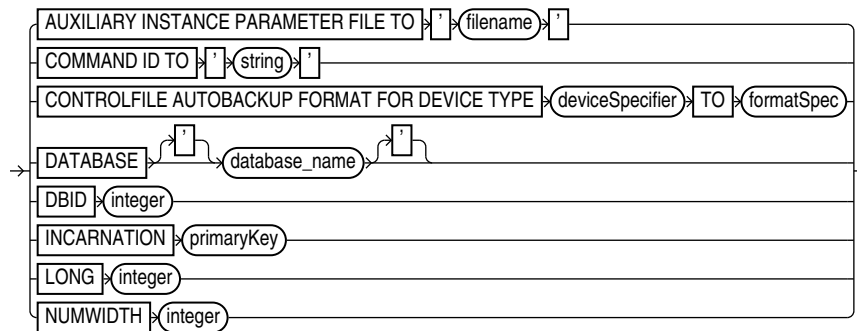 AUXILIARY INSTANCE PARAMETER FILE TO ' filename '
COMMAND ID TO ' string '
CONTROLFILE AUTOBACKUP FORMAT FOR DEVICE TYPE deviceSpecifier TO formatSpec
DATABASE ' database_name '
DBID integer
INCARNATION primaryKey
LONG integer
NUMWIDTH integer